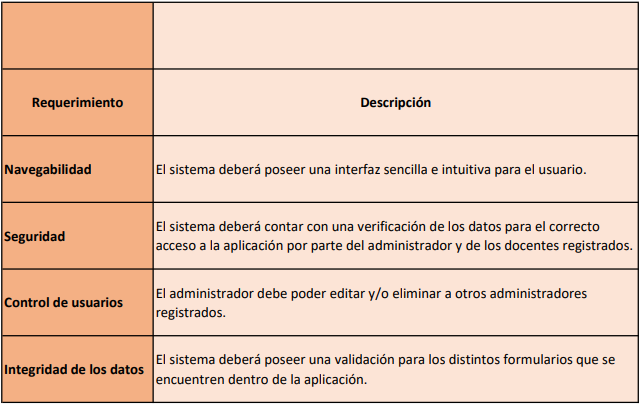 Requerimiento
Descripción
Navegabilidad
El sistema deberá poseer una interfaz sencilla e intuitiva para el usuario.
Seguridad
El sistema deberá contar con una verificación de los datos para el correcto
acceso a la aplicación por parte del administrador y de los docentes registrados.
Control de usuarios
El administrador debe poder editar y/o eliminar a otros administradores
registrados.
Integridad de los datos
El sistema deberá poseer una validación para los distintos formularios que se
encuentren dentro de la aplicación.